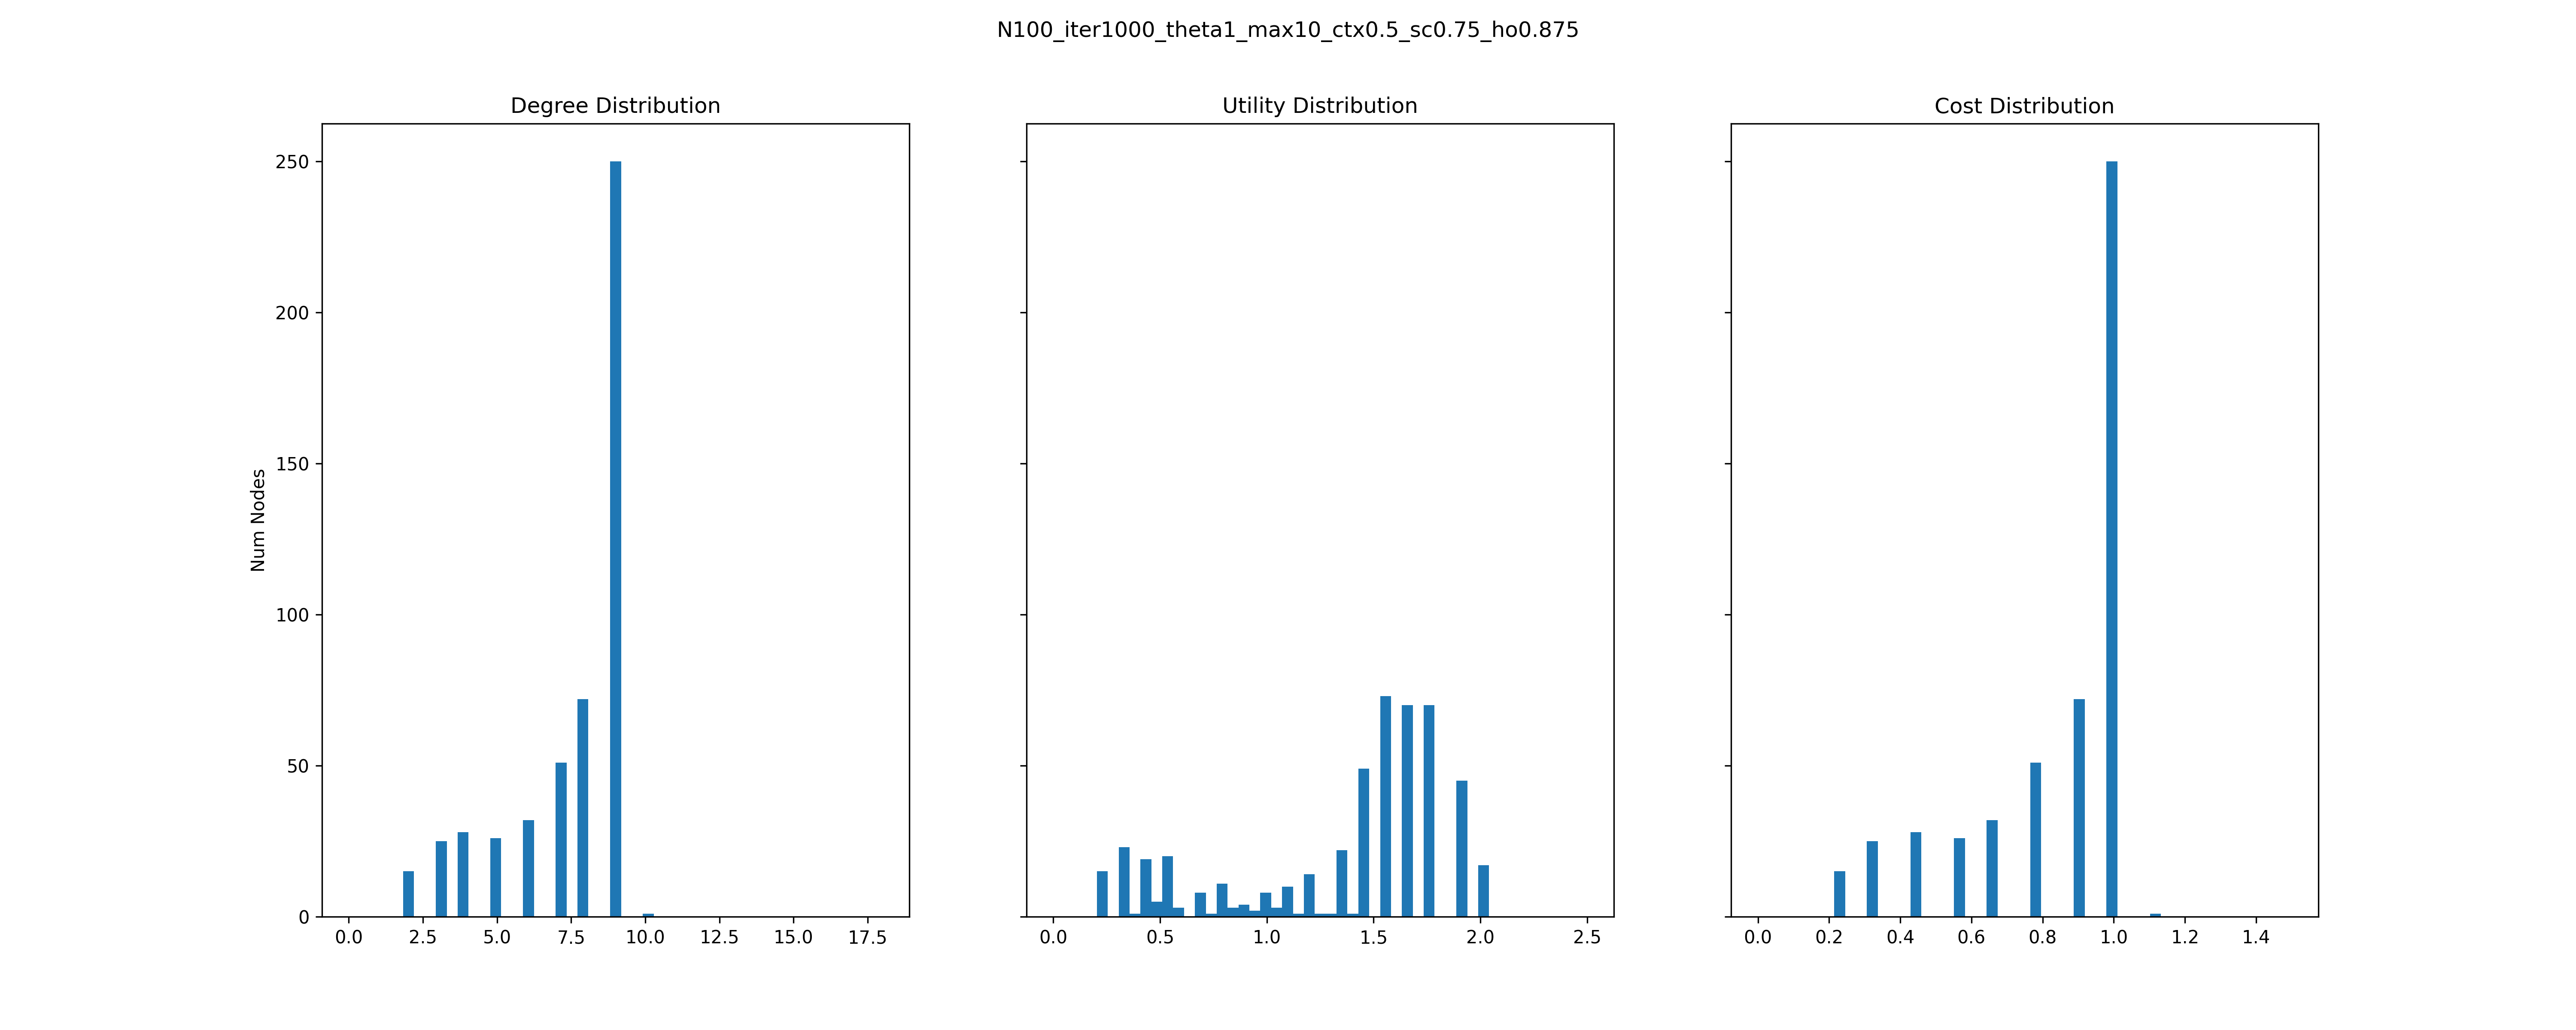 N100_iter1000_theta1_max10_ctx0.5_sc0.75_ho0.875
Degree Distribution
Utility Distribution
Cost Distribution
Num Nodes
250
200
150
100
50
0
0.0 2.5 5.0 7.5 10.0 12.5 15.0 17.5
0.0 0.5 1.0 1.5 2.0 2.5
0.0 0.2 0.4 0.6 0.8 1.0 1.2 1.4